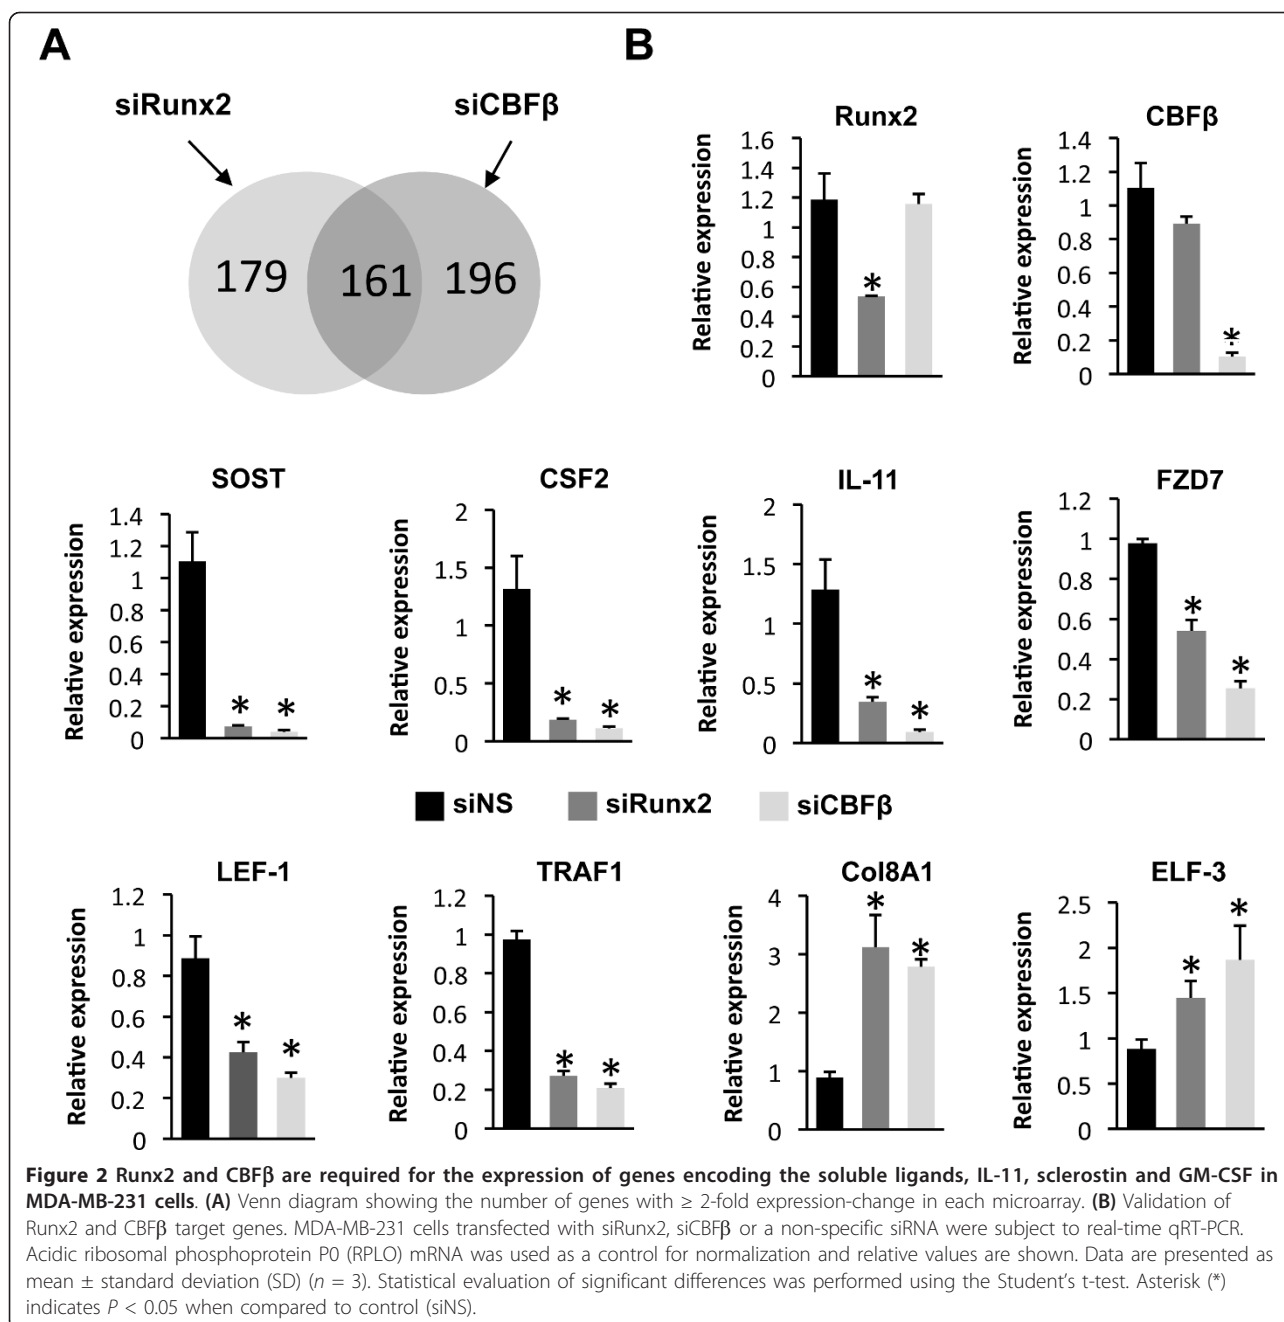 A
B
siRunx2
siCBFβ
179
161
196
Runx2
Relative expression
1.6
1.4
1.2
1
0.8
0.6
0.4
0.2
0
*
CBFβ
Relative expression
1.4
1.2
1
0.8
0.6
0.4
0.2
0
*
SOST
Relative expression
1.4
1.2
1
0.8
0.6
0.4
0.2
0
* *
CSF2
Relative expression
2
1.5
1
0.5
0
* *
IL-11
Relative expression
2
1.5
1
0.5
0
* *
FZD7
Relative expression
1.2
1
0.8
0.6
0.4
0.2
0
* *
siNS siRunx2 siCBFβ
LEF-1
Relative expression
1.2
1
0.8
0.6
0.4
0.2
0
* *
TRAF1
Relative expression
1.2
1
0.8
0.6
0.4
0.2
0
* *
Col8A1
Relative expression
4
3
2
1
0
* *
ELF-3
Relative expression
2.5
2
1.5
1
0.5
0
* *
Figure 2 Runx2 and CBFβ are required for the expression of genes encoding the soluble ligands, IL-11, sclerostin and GM-CSF in
MDA-MB-231 cells. (A) Venn diagram showing the number of genes with ≥ 2-fold expression-change in each microarray. (B) Validation of
Runx2 and CBFβ target genes. MDA-MB-231 cells transfected with siRunx2, siCBFβ or a non-specific siRNA were subject to real-time qRT-PCR.
Acidic ribosomal phosphoprotein P0 (RPLO) mRNA was used as a control for normalization and relative values are shown. Data are presented as
mean ± standard deviation (SD) (n = 3). Statistical evaluation of significant differences was performed using the Student's t-test. Asterisk (*)
indicates P < 0.05 when compared to control (siNS).